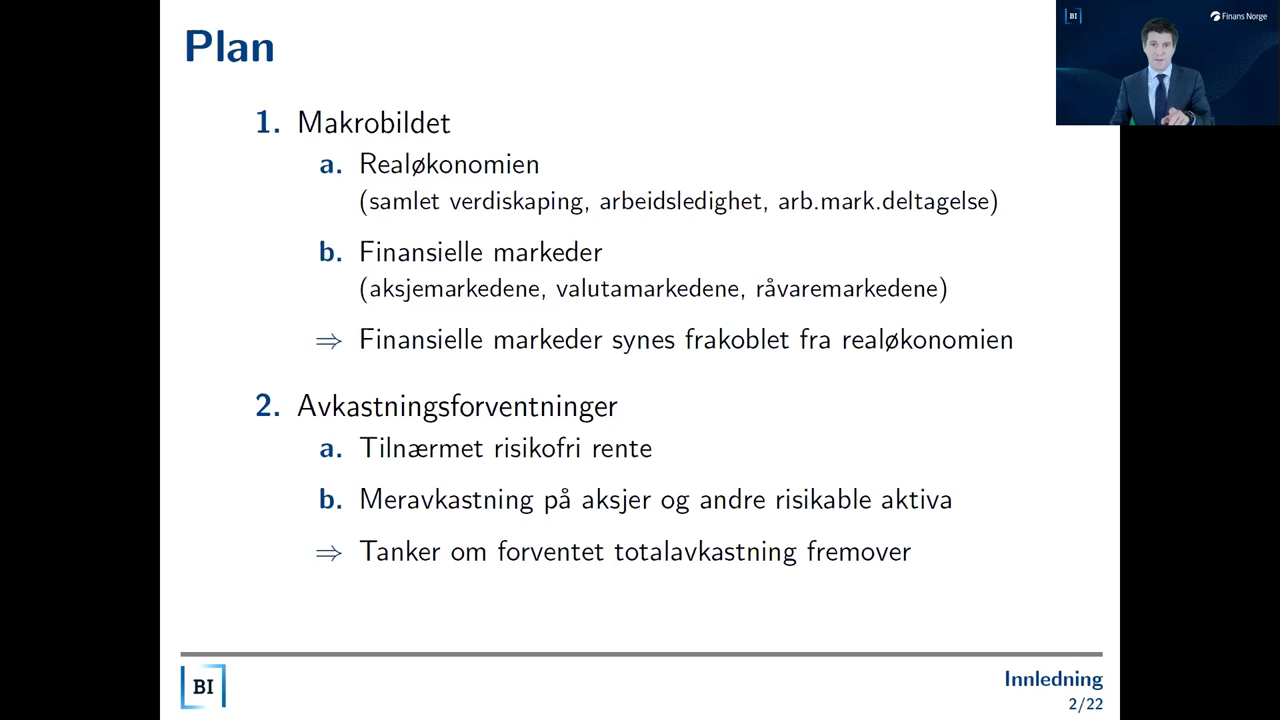 Plan
BI
Finans Norge
1. Makrobildet
a. Realøkonomien
(samlet verdiskaping, arbeidsledighet, arb.mark.deltagelse)
b. Finansielle markeder
(aksjemarkedene, valutamarkedene, råvaremarkedene)
⇒ Finansielle markeder synes frakoblet fra realøkonomien
2. Avkastningsforventninger
a. Tilnærmet risikofri rente
b. Meravkastning på aksjer og andre risikable aktiva
⇒ Tanker om forventet totalavkastning fremover
BI
Innledning
2/22